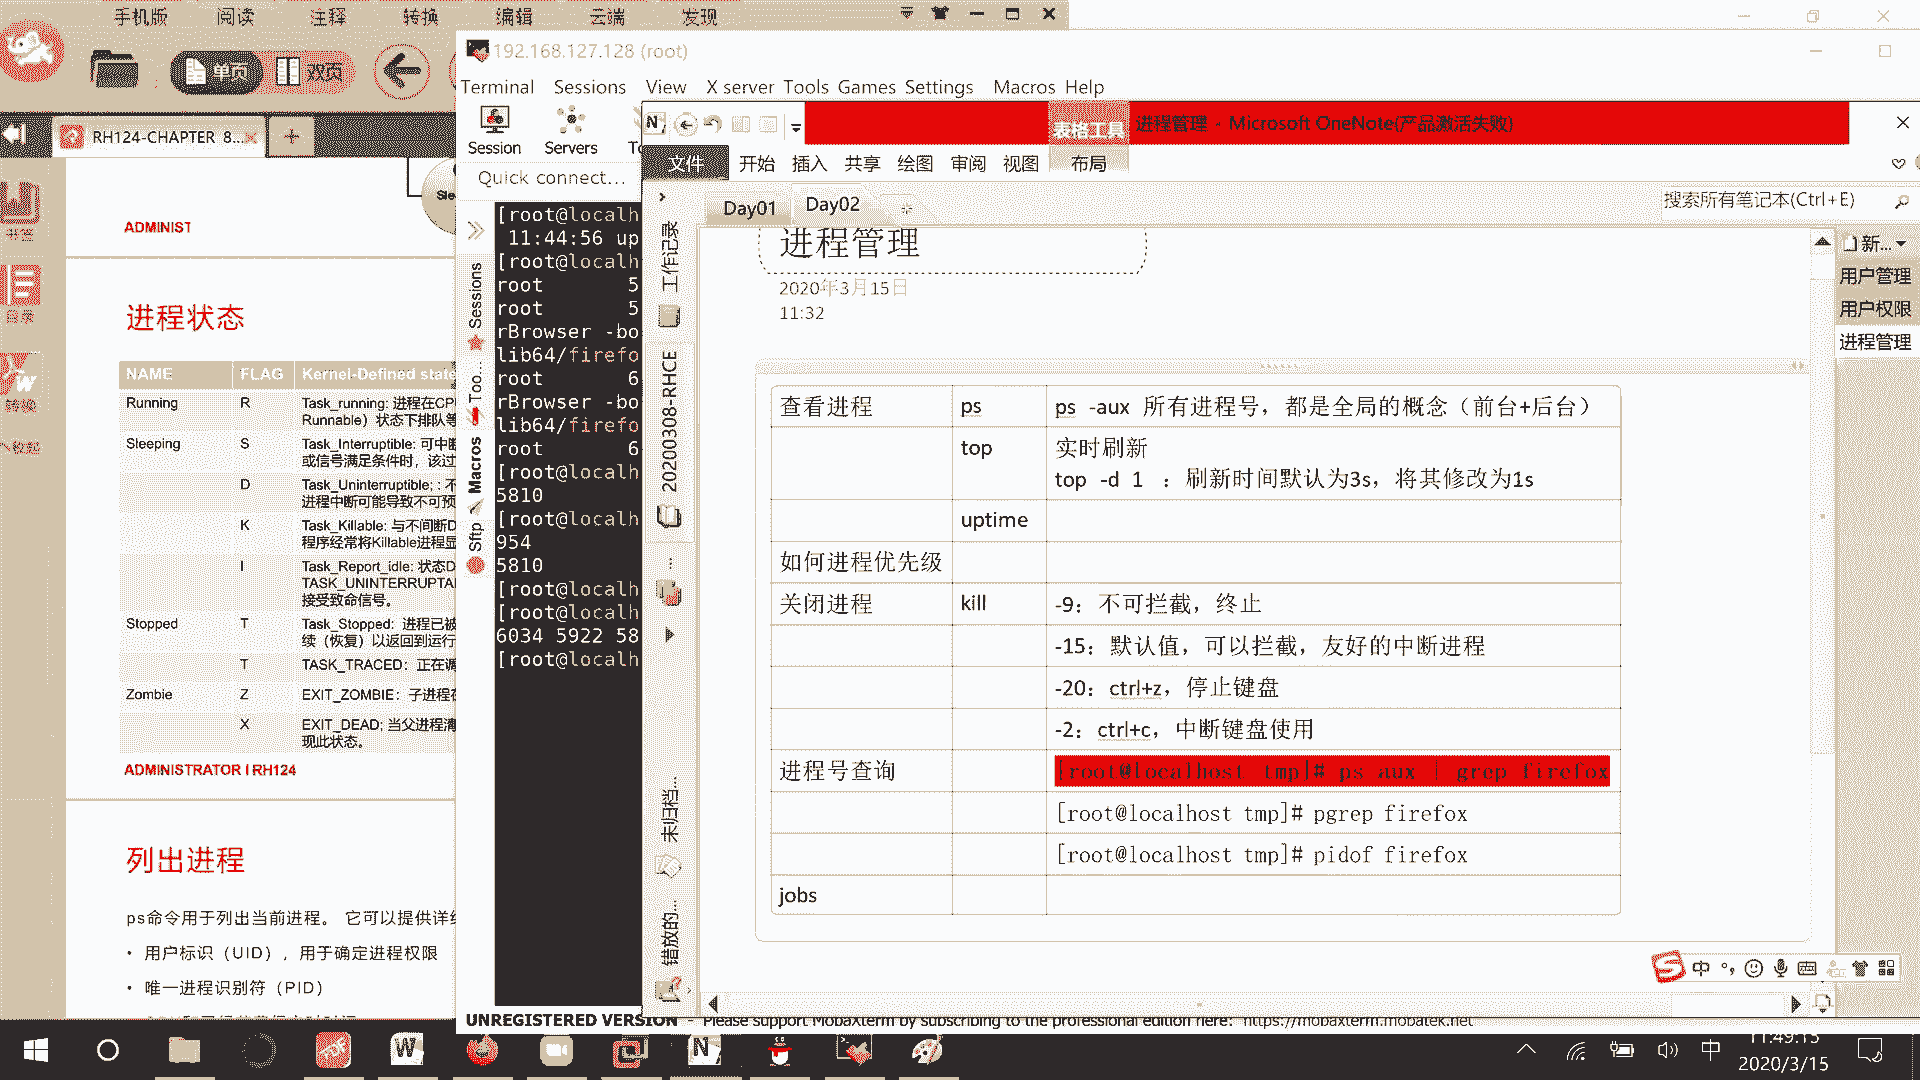 手机版 阅读 注释 转换 编辑 云端 发现
单页 双页
RH124-CHAPTER 8...
书签
目录
转换
收起
ADMINIST
进程状态
NAME FLAG Kernel-Defined state
Running R Task_running: 进程在CP
Runnable）状态下排队等
Sleeping S Task_Interruptible: 可中断
或信号满足条件时，该过
D Task_Uninterruptible; : 不
进程中断可能导致不可预
K Task_Killable: 与不间断D
程序经常将Killable进程显
I Task_Report_idle: 状态D
TASK_UNINTERRUPTA
接受致命信号。
Stopped T Task_Stopped: 进程已被
续（恢复）以返回到运行
T TASK_TRACED：正在调
Zombie Z EXIT_ZOMBIE：子进程在
X EXIT_DEAD; 当父进程清
现此状态。
ADMINISTRATOR I RH124
列出进程
ps命令用于列出当前进程。 它可以提供详细
• 用户标识（UID），用于确定进程权限
• 唯一进程识别符（PID）
192.168.127.128 (root)
Terminal Sessions View X server Tools Games Settings Macros Help
Session Servers To
Quick connect...
Sessions
Too...
Macros
Sftp
[root@localh
11:44:56 up
[root@localh
root 5
root 5
rBrowser -bo
lib64/firefo
root 6
rBrowser -bo
lib64/firefo
root 6
[root@localh
5810
[root@localh
954
5810
[root@localh
[root@localh
6034 5922 58
[root@localh
UNREGISTERED VERSION - Please support MobaXterm by subscribing to the professional edition here: https://mobaxterm.mobatek.net
表格工具 进程管理 - Microsoft OneNote(产品激活失败)
文件 开始 插入 共享 绘图 审阅 视图 布局
Day01 Day02
搜索所有笔记本(Ctrl+E)
工作记录
20200308-RHCE
...
未归档...
错放的...
新...
用户管理
用户权限
进程管理
进程管理
2020年3月15日
11:32
查看进程 ps ps -aux 所有进程号，都是全局的概念（前台+后台）
top 实时刷新
top -d 1 ：刷新时间默认为3s，将其修改为1s
uptime
如何进程优先级
关闭进程 kill -9：不可拦截，终止
-15：默认值，可以拦截，友好的中断进程
-20：ctrl+z，停止键盘
-2：ctrl+c，中断键盘使用
进程号查询 [root@localhost tmp]# ps aux | grep firefox
[root@localhost tmp]# pgrep firefox
[root@localhost tmp]# pidof firefox
jobs
中
中
11:49:15
2020/3/15